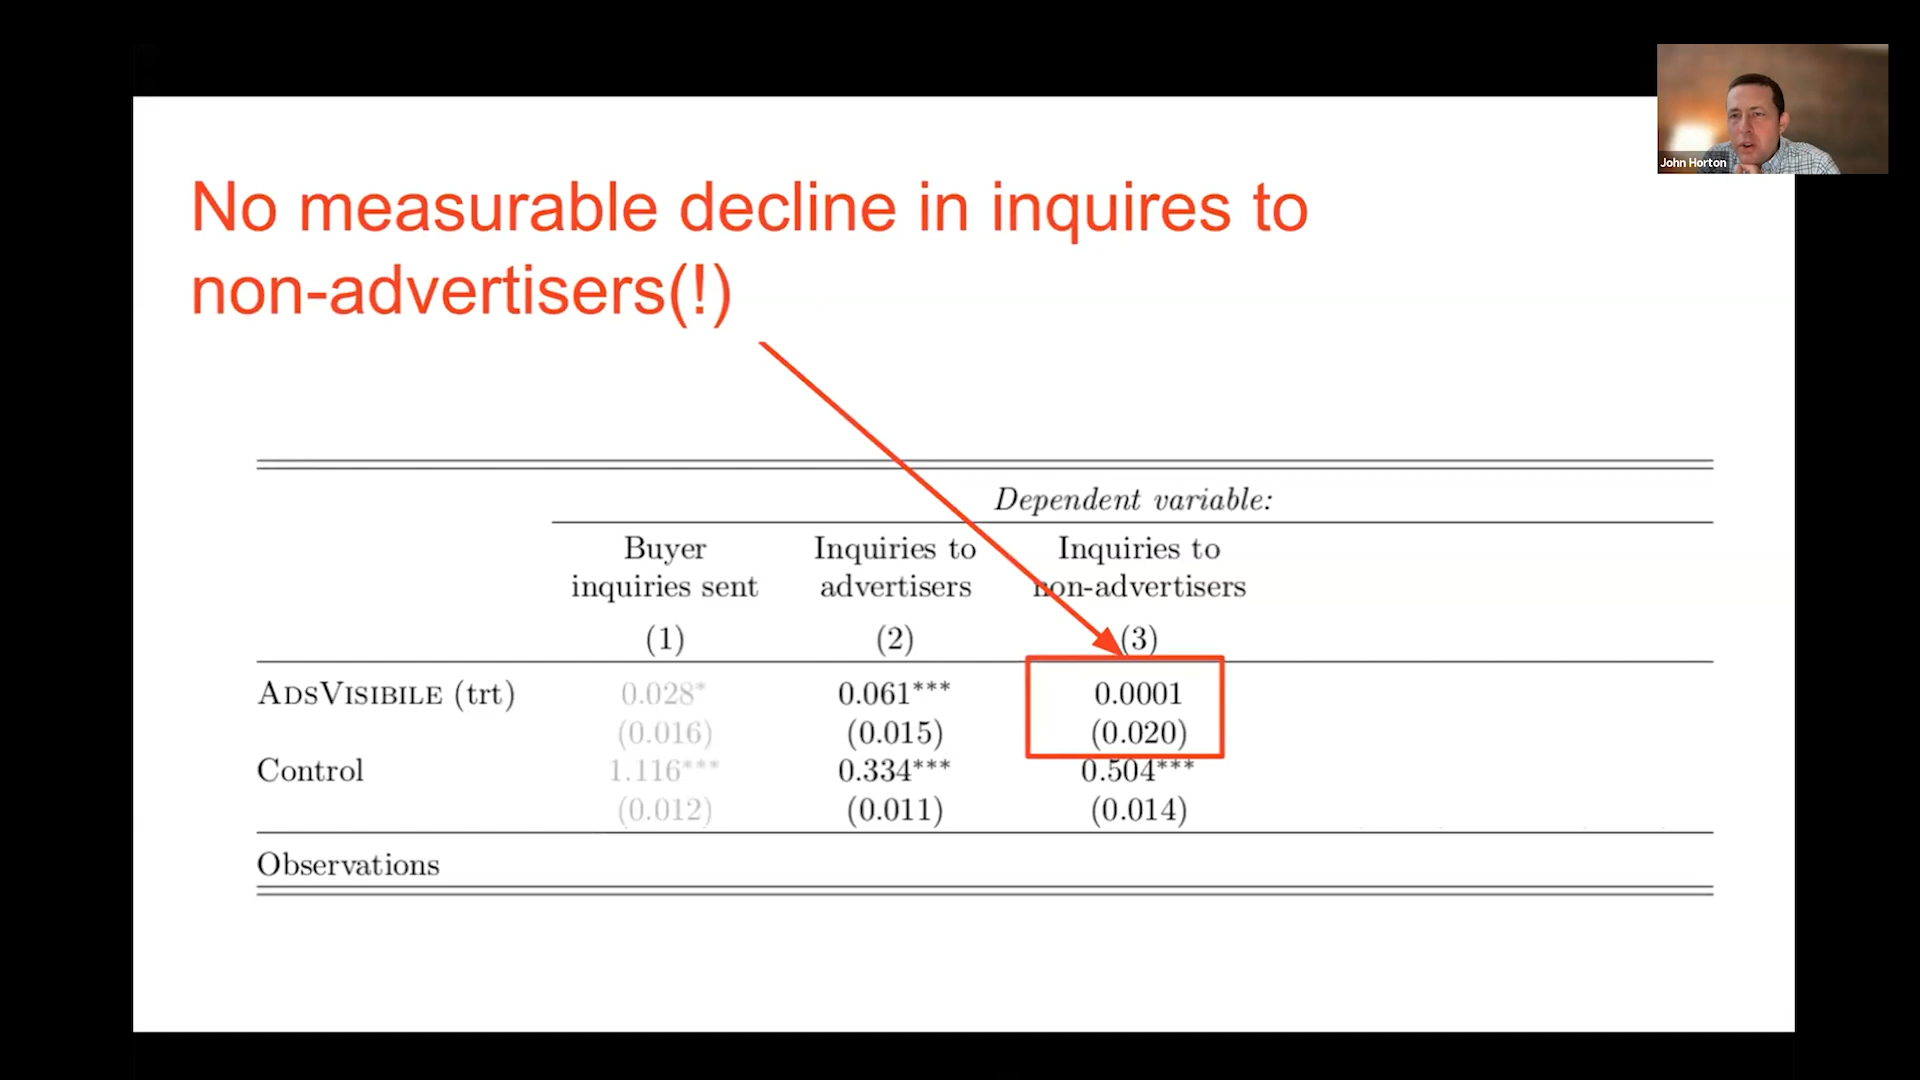 John Horton
No measurable decline in inquires to
non-advertisers(!)
Dependent variable:
Buyer Inquiries to Inquiries to
inquiries sent advertisers non-advertisers
(1) (2) (3)
ADSVISIBILE (trt) 0.028* 0.061*** 0.0001
(0.016) (0.015) (0.020)
Control 1.116*** 0.334*** 0.504***
(0.012) (0.011) (0.014)
Observations